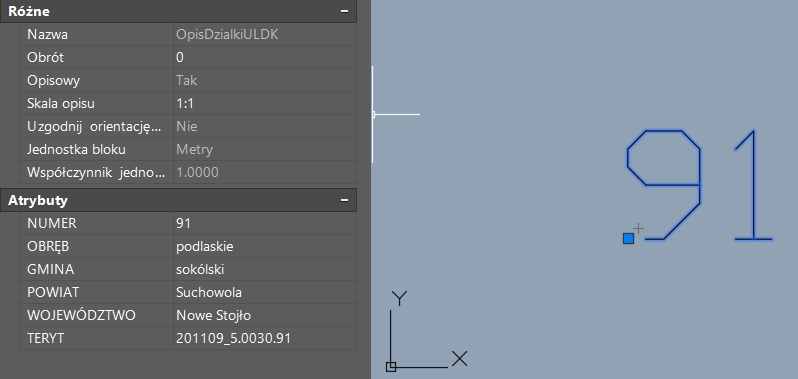 Różne
Nazwa OpisDzialkiULDK
Obrót 0
Opisowy Tak
Skala opisu 1:1
Uzgodnij orientację... Nie
Jednostka bloku Metry
Współczynnik jedno... 1.0000
Atrybuty
NUMER 91
OBRĘB podlaskie
GMINA sokólski
POWIAT Suchowola
WOJEWÓDZTWO Nowe Stojło
TERYT 201109_5.0030.91
91
Y
X